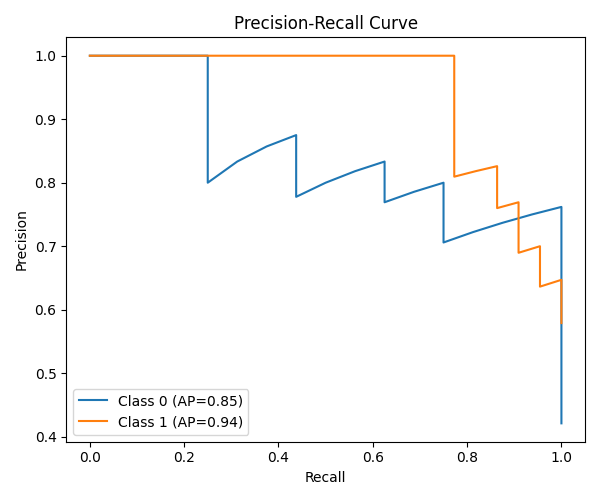 Precision-Recall Curve
1.0
0.9
0.8
0.7
0.6
0.5
0.4
Precision
Class 0 (AP=0.85)
Class 1 (AP=0.94)
0.0 0.2 0.4 0.6 0.8 1.0
Recall